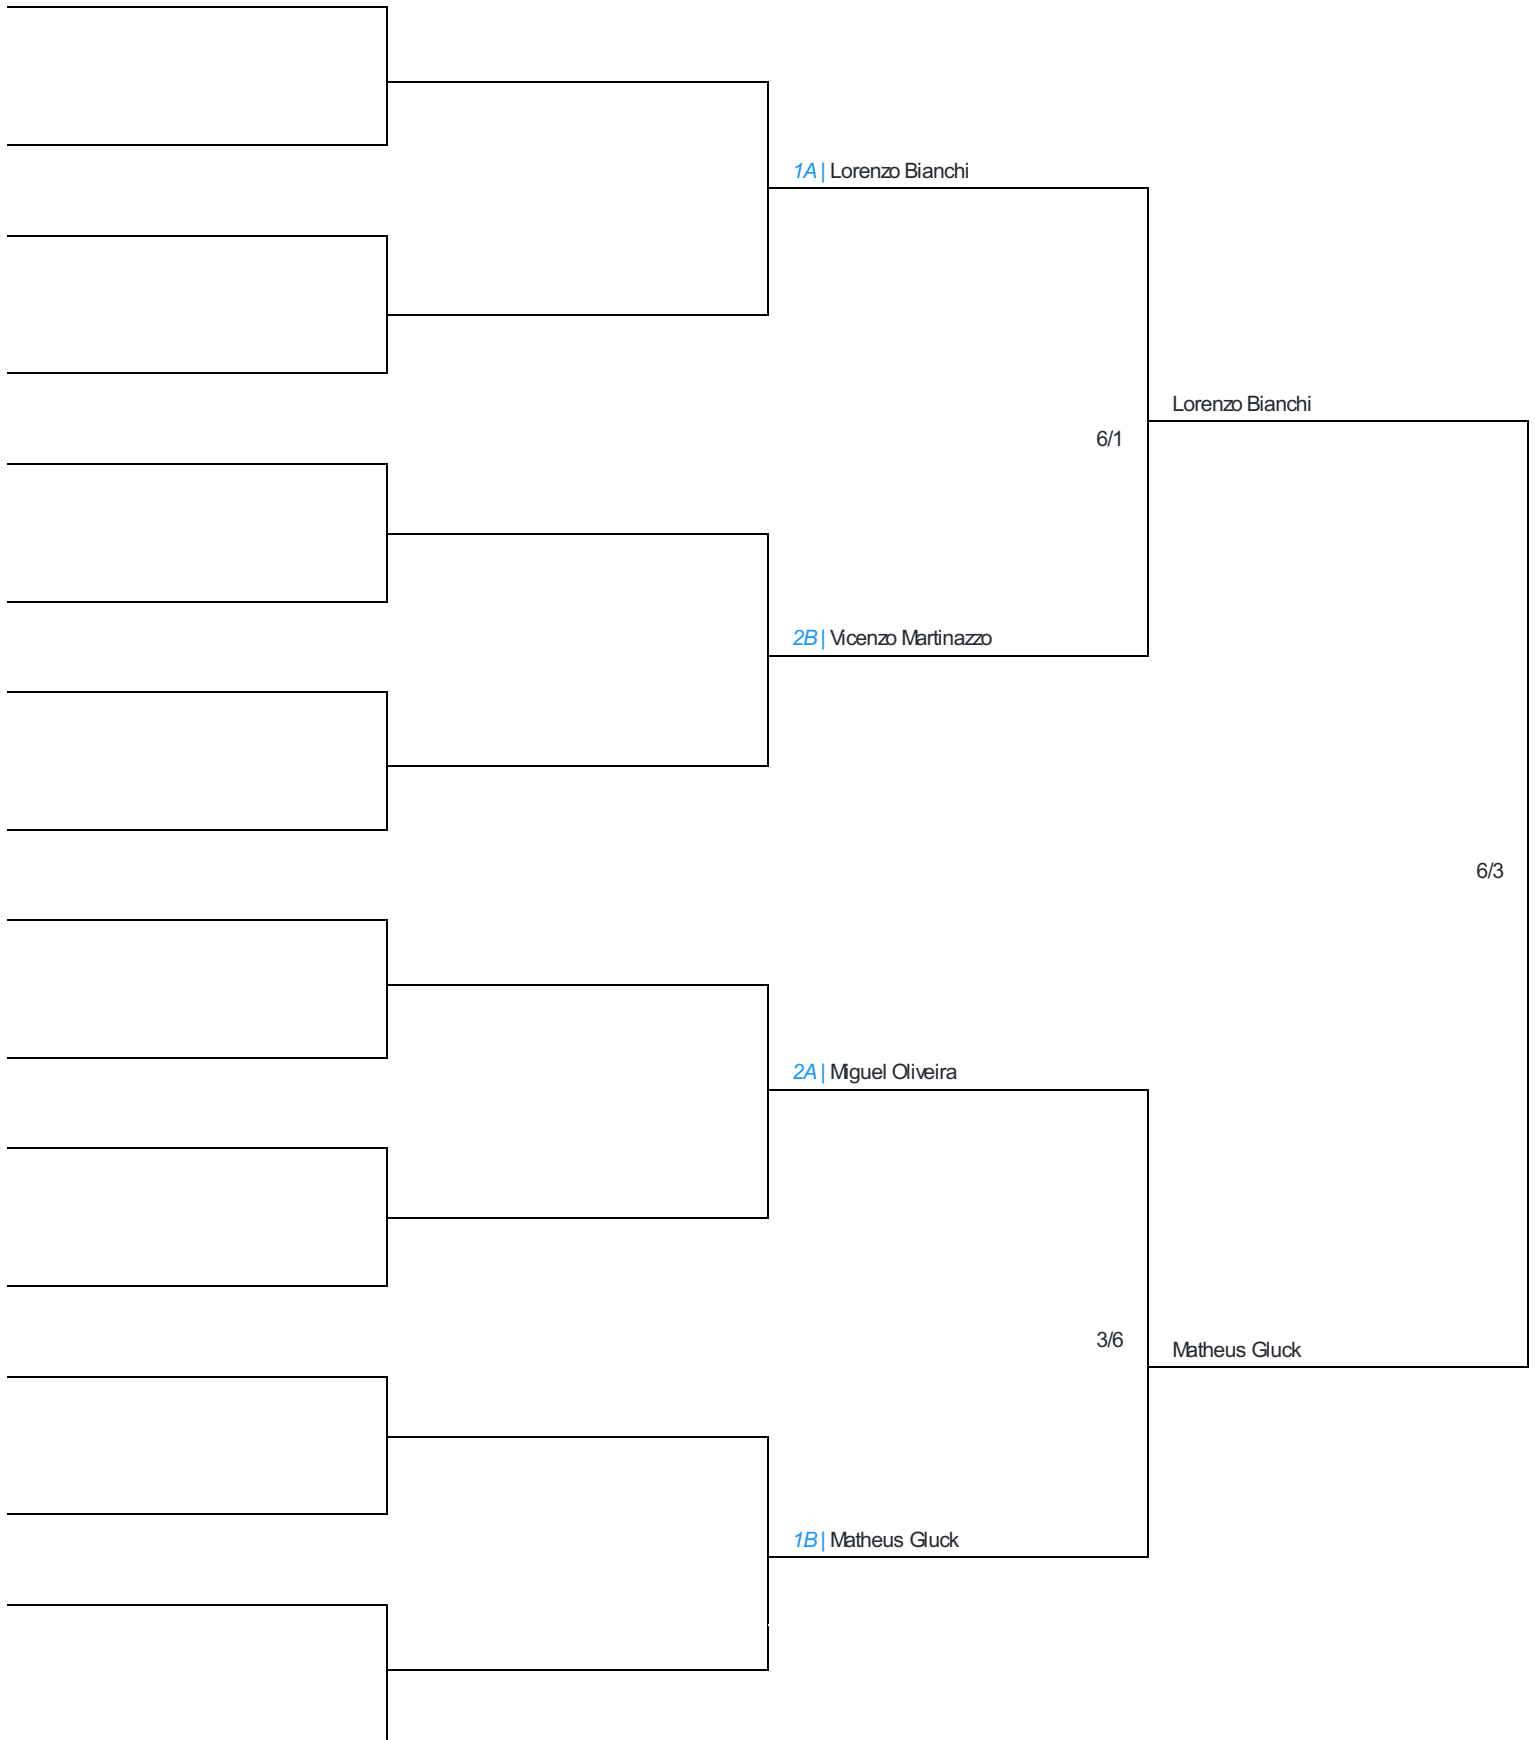 1A | Lorenzo Bianchi
Lorenzo Bianchi
6/1
2B | Vicenzo Martinazzo
6/3
2A | Miguel Oliveira
3/6
Matheus Gluck
1B | Matheus Gluck